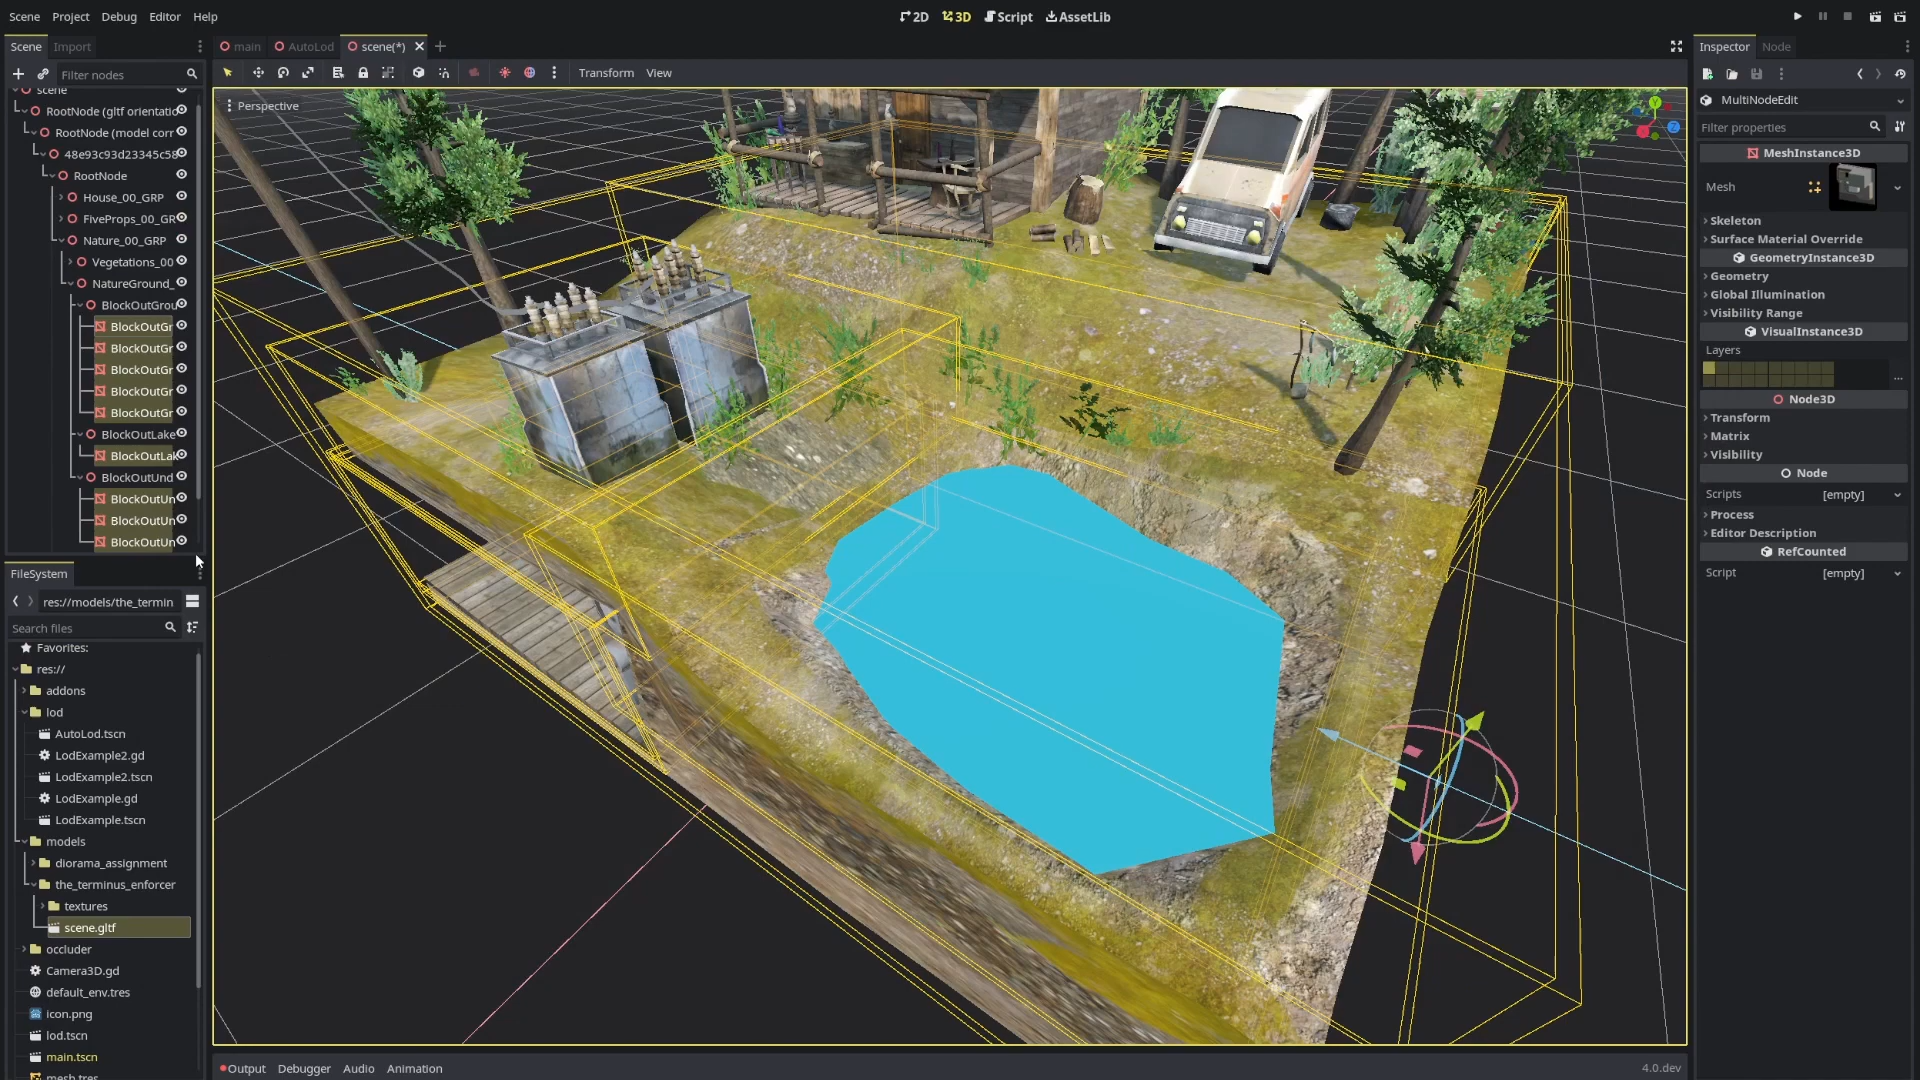 Scene Project Debug Editor Help
2D 3D Script AssetLib
Scene Import
main AutoLod scene(*)
Inspector Node
Filter nodes
Transform View
scene
Perspective
RootNode (gltf orientatio
RootNode (model corr
48e93c93d23345c58
RootNode
House_00_GRP
FiveProps_00_GR
Nature_00_GRP
Vegetations_00
NatureGround_
BlockOutGrou
BlockOutGr
BlockOutGr
BlockOutGr
BlockOutGr
BlockOutGr
BlockOutLake
BlockOutLak
BlockOutUnd
BlockOutUn
BlockOutUn
BlockOutUn
FileSystem
res://models/the_termin
Search files
Favorites:
res://
addons
lod
AutoLod.tscn
LodExample2.gd
LodExample2.tscn
LodExample.gd
LodExample.tscn
models
diorama_assignment
the_terminus_enforcer
textures
scene.gltf
occluder
Camera3D.gd
default_env.tres
icon.png
lod.tscn
main.tscn
mesh.tres
Output Debugger Audio Animation
4.0.dev
MultiNodeEdit
Filter properties
MeshInstance3D
Mesh
Skeleton
Surface Material Override
GeometryInstance3D
Geometry
Global Illumination
Visibility Range
VisualInstance3D
Layers
...
Node3D
Transform
Matrix
Visibility
Node
Scripts [empty]
Process
Editor Description
RefCounted
Script [empty]
Y
Z